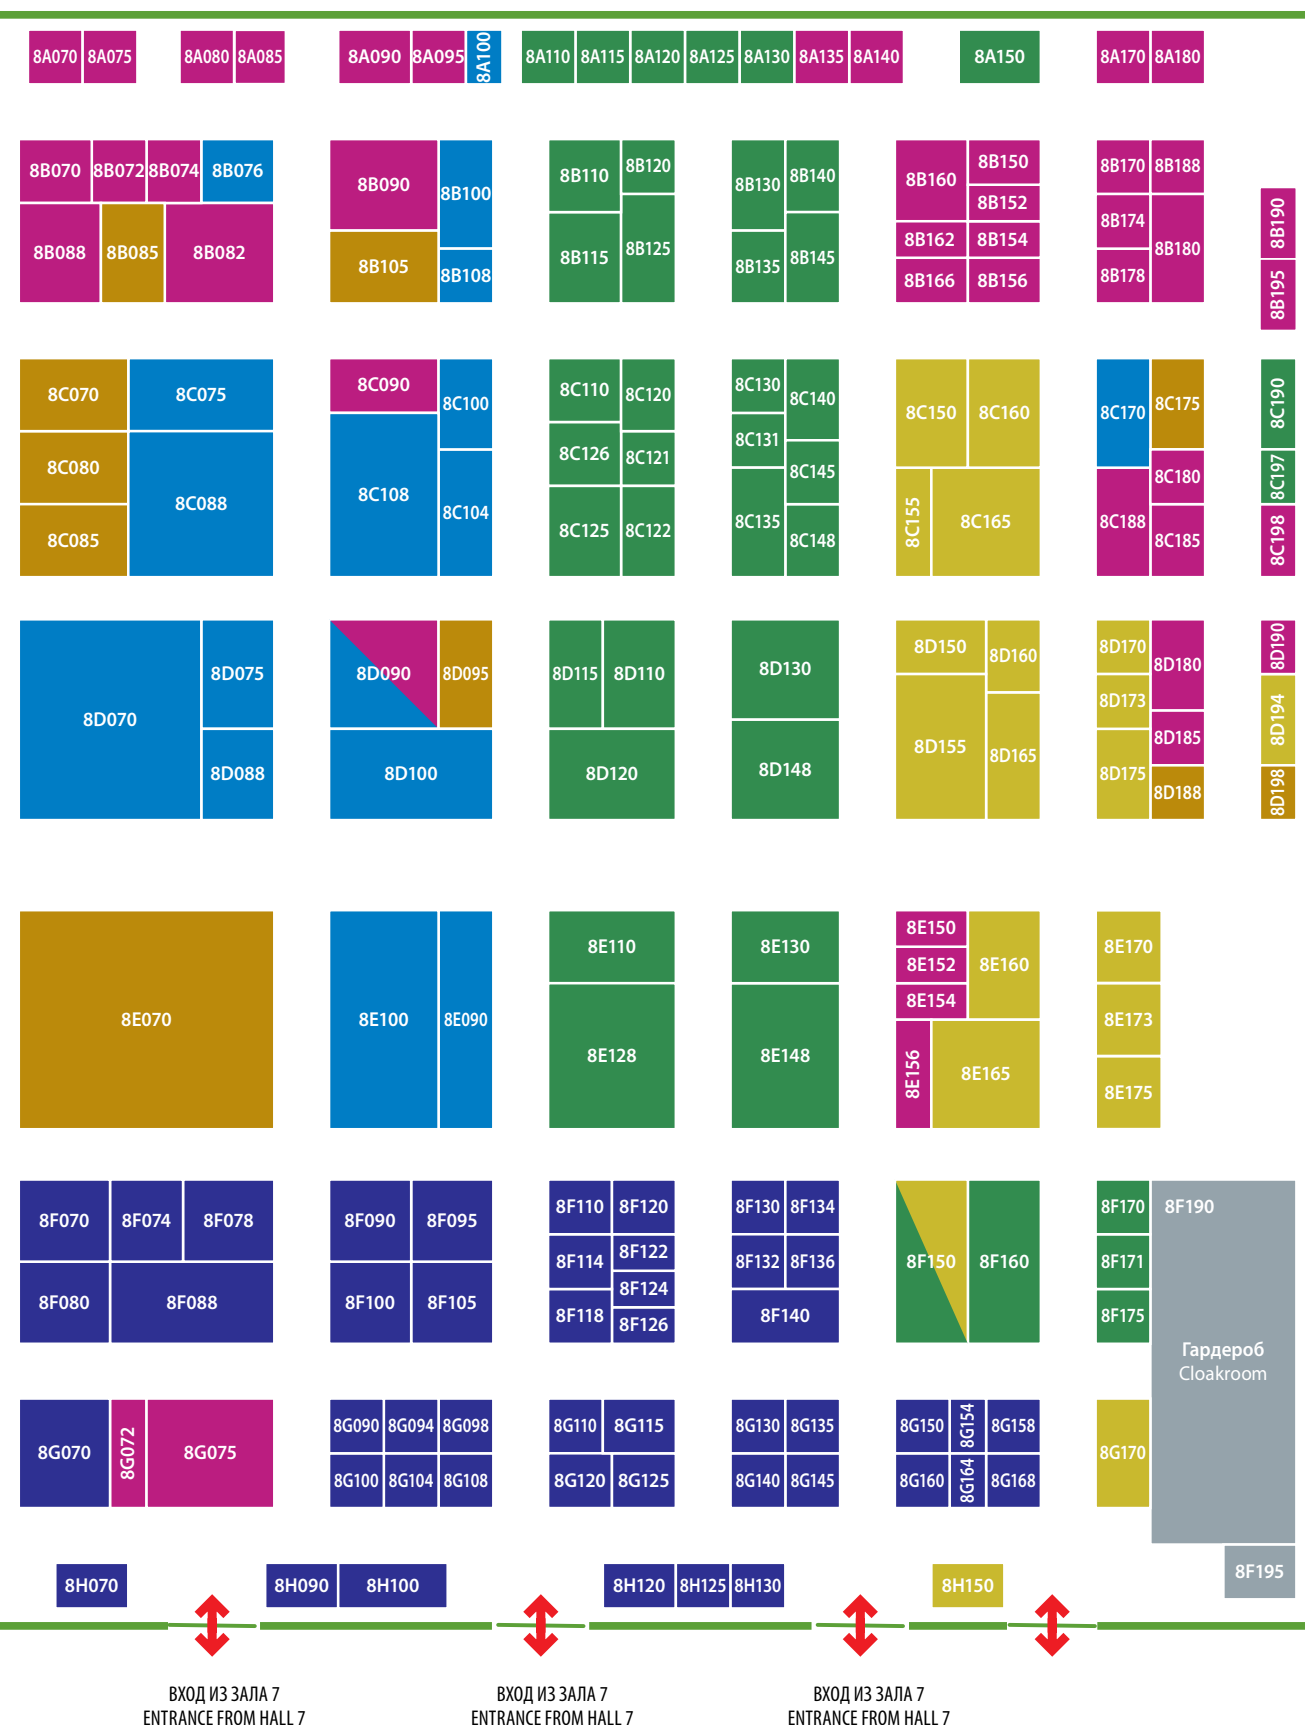 8A070 8A075 8A080 8A085 8A090 8A095 8A100 8A110 8A115 8A120 8A125 8A130 8A135 8A140 8A150 8A170 8A180
8B070 8B072 8B074 8B076
8B088 8B085 8B082
8B090 8B100
8B105 8B108
8B110 8B120
8B115 8B125
8B130 8B140
8B135 8B145
8B160 8B150
8B152
8B162 8B154
8B166 8B156
8B170 8B188
8B174
8B180
8B178
8B190
8B195
8C070 8C075
8C080
8C088
8C085
8C090 8C100
8C108 8C104
8C110 8C120
8C126 8C121
8C125 8C122
8C130 8C140
8C131
8C145
8C135 8C148
8C150 8C160
8C155 8C165
8C170 8C175
8C180
8C188 8C185
8C190
8C197
8C198
8D070 8D075
8D088
8D090 8D095
8D100
8D115 8D110
8D120
8D130
8D148
8D150 8D160
8D155 8D165
8D170 8D180
8D173
8D185
8D175 8D188
8D190
8D194
8D198
8E070
8E100 8E090
8E110
8E128
8E130
8E148
8E150
8E152 8E160
8E154
8E156 8E165
8E170
8E173
8E175
8F070 8F074 8F078
8F080 8F088
8F090 8F095
8F100 8F105
8F110 8F120
8F114 8F122
8F124
8F118 8F126
8F130 8F134
8F132 8F136
8F140
8F150 8F160
8F170 8F190
8F171
8F175
Гардероб
Cloakroom
8G070 8G072 8G075
8G090 8G094 8G098
8G100 8G104 8G108
8G110 8G115
8G120 8G125
8G130 8G135
8G140 8G145
8G150 8G154 8G158
8G160 8G164 8G168
8G170
8F195
8H070 8H090 8H100 8H120 8H125 8H130 8H150
ВХОД ИЗ ЗАЛА 7
ENTRANCE FROM HALL 7
ВХОД ИЗ ЗАЛА 7
ENTRANCE FROM HALL 7
ВХОД ИЗ ЗАЛА 7
ENTRANCE FROM HALL 7